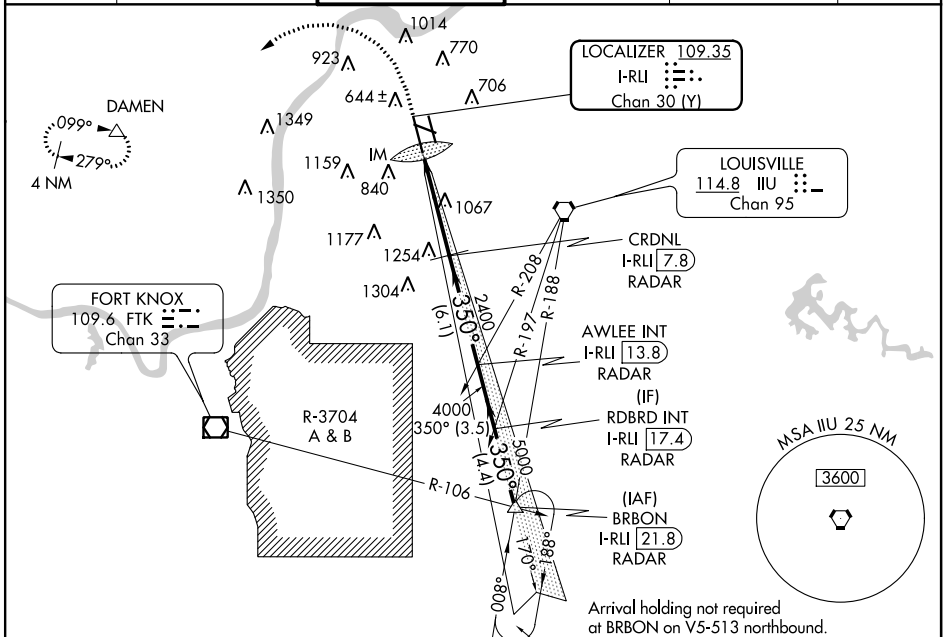 1014
923
770
644 ±
706
LOCALIZER 109.35
I-RLI
Chan 30 (Y)
DAMEN
099°
279°
4 NM
1349
IM
1159
840
1350
1067
LOUISVILLE
114.8 IIU
Chan 95
1177
1254
1304
CRDNL
I-RLI 7.8
RADAR
R-208
R-197
R-188
FORT KNOX
109.6 FTK
Chan 33
350°
2400
(6.1)
AWLEE INT
I-RLI 13.8
RADAR
R-3704
A & B
4000
350° (3.5)
(IF)
RDBRD INT
I-RLI 17.4
RADAR
MSA IIU 25 NM
3600
350°
5000
(4.4)
R-106
(IAF)
BRBON
I-RLI 21.8
RADAR
170°
188°
008°
Arrival holding not required
at BRBON on V5-513 northbound.